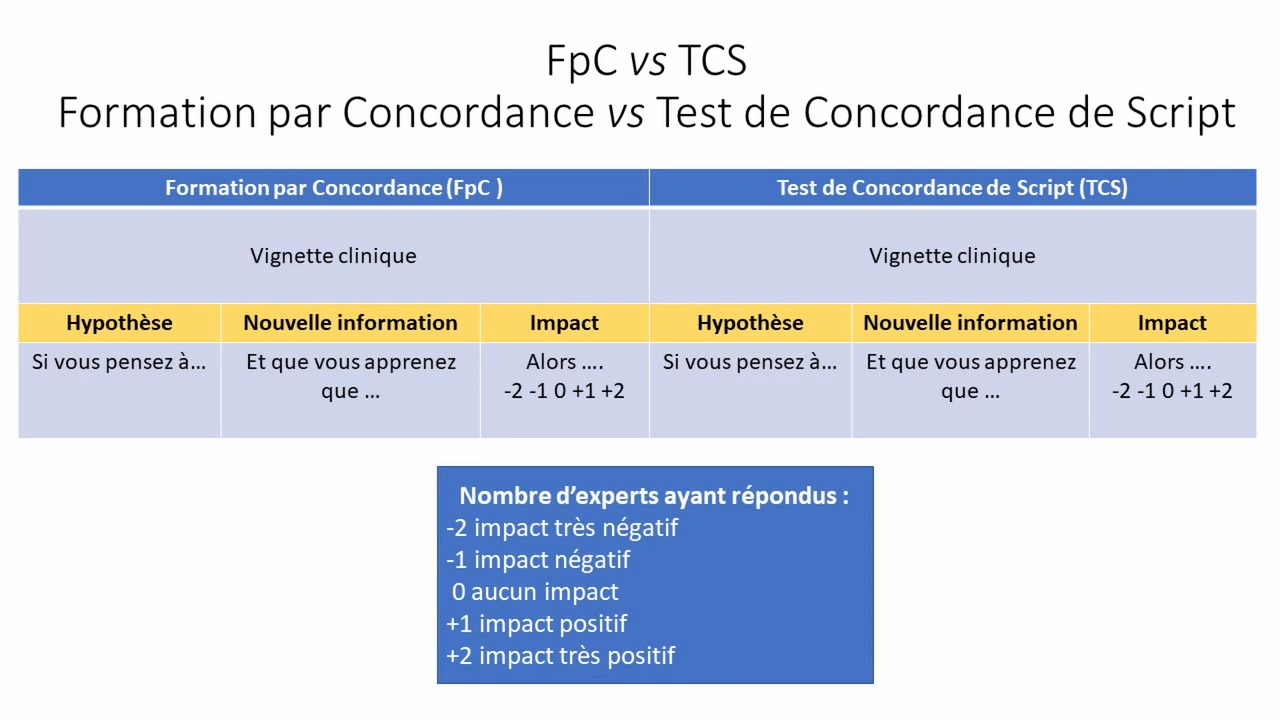 FpC vs TCS
Formation par Concordance vs Test de Concordance de Script
Formation par Concordance (FpC )
Test de Concordance de Script (TCS)
Vignette clinique
Vignette clinique
Hypothèse
Nouvelle information
Impact
Hypothèse
Nouvelle information
Impact
Si vous pensez à...
Et que vous apprenez
que ...
Alors ....
-2 -1 0 +1 +2
Si vous pensez à...
Et que vous apprenez
que ...
Alors ....
-2 -1 0 +1 +2
Nombre d’experts ayant répondus :
-2 impact très négatif
-1 impact négatif
0 aucun impact
+1 impact positif
+2 impact très positif